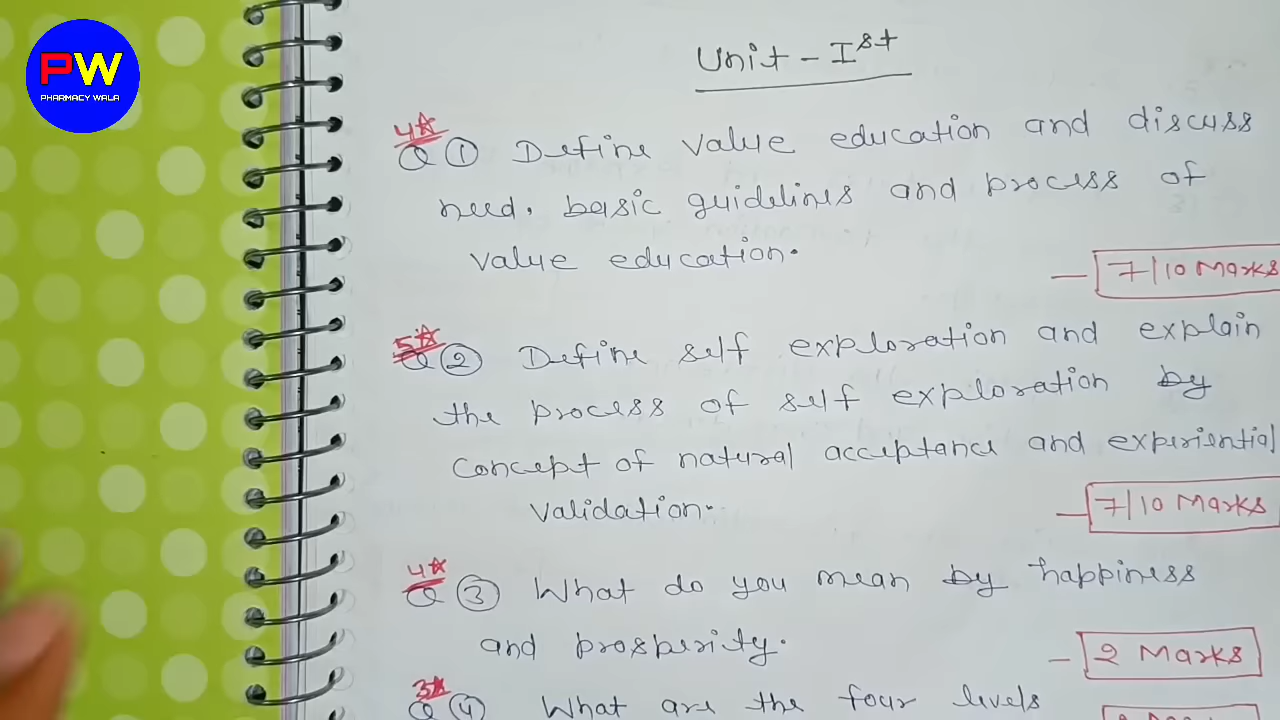 PW
PHARMACY WALA
Unit - Ist
4☆
Q ① Define value education and discuss
need, basic guidelines and process of
value education.
— 7/10 Marks
5☆
Q ② Define self exploration and explain
the process of self exploration by
concept of natural acceptance and experiential
validation.
— 7/10 Marks
4☆
Q ③ What do you mean by happiness
and prosperity.
— 2 Marks
3☆
Q ④ What are the four levels